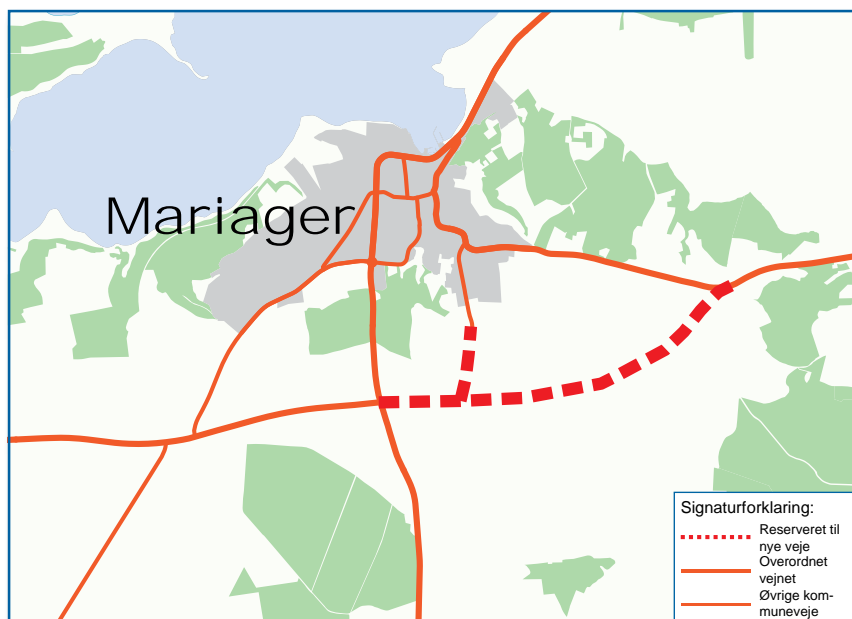 Mariager
Signaturforklaring:
Reserveret til
nye veje
Overordnet
vejnet
Øvrige kom-
muneveje